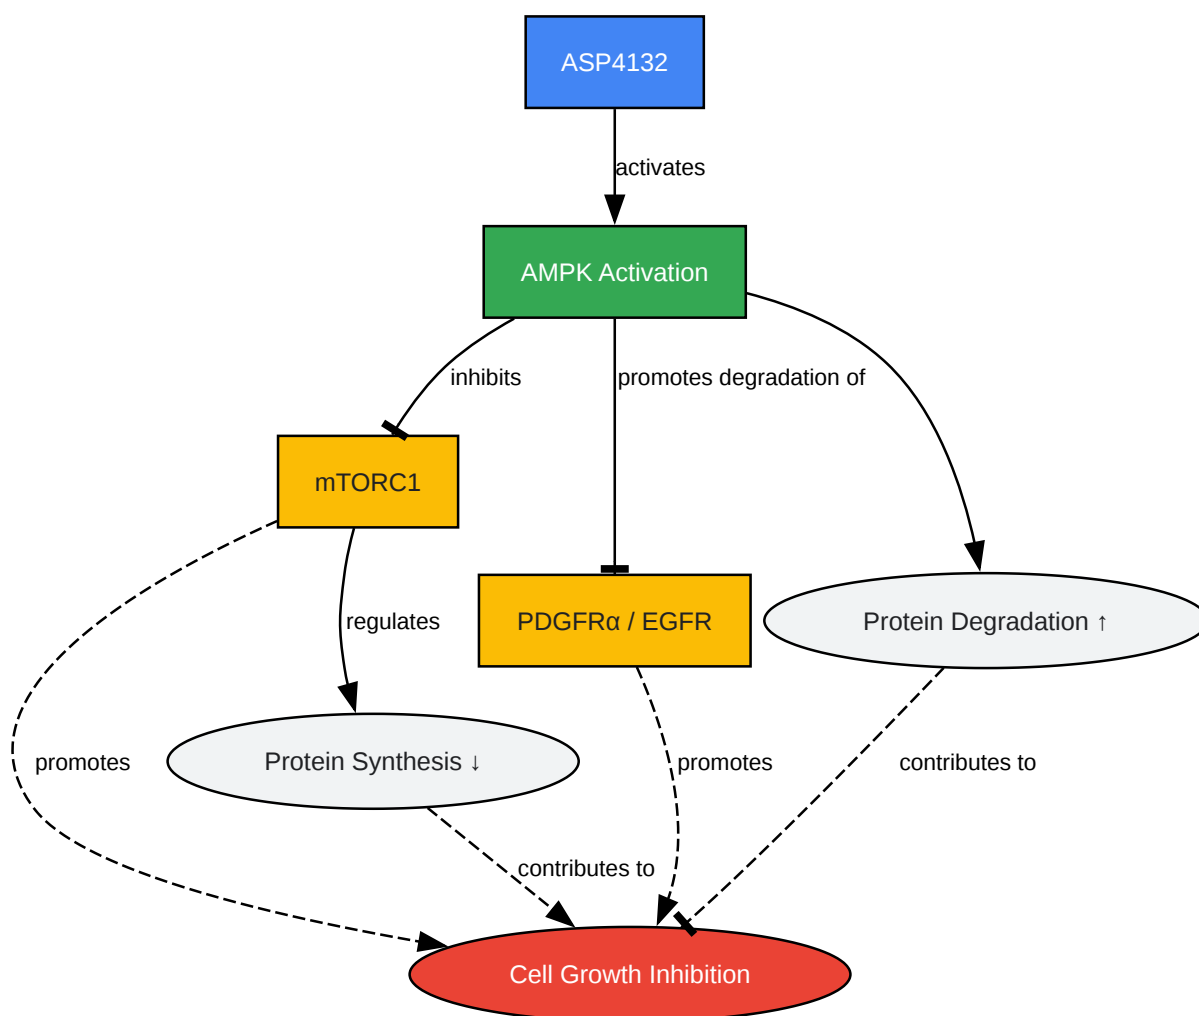 ASP4132
activates
AMPK Activation
inhibits
promotes degradation of
mTORC1
regulates
PDGFRα / EGFR
Protein Degradation ↑
promotes
Protein Synthesis ↓
promotes
contributes to
contributes to
Cell Growth Inhibition